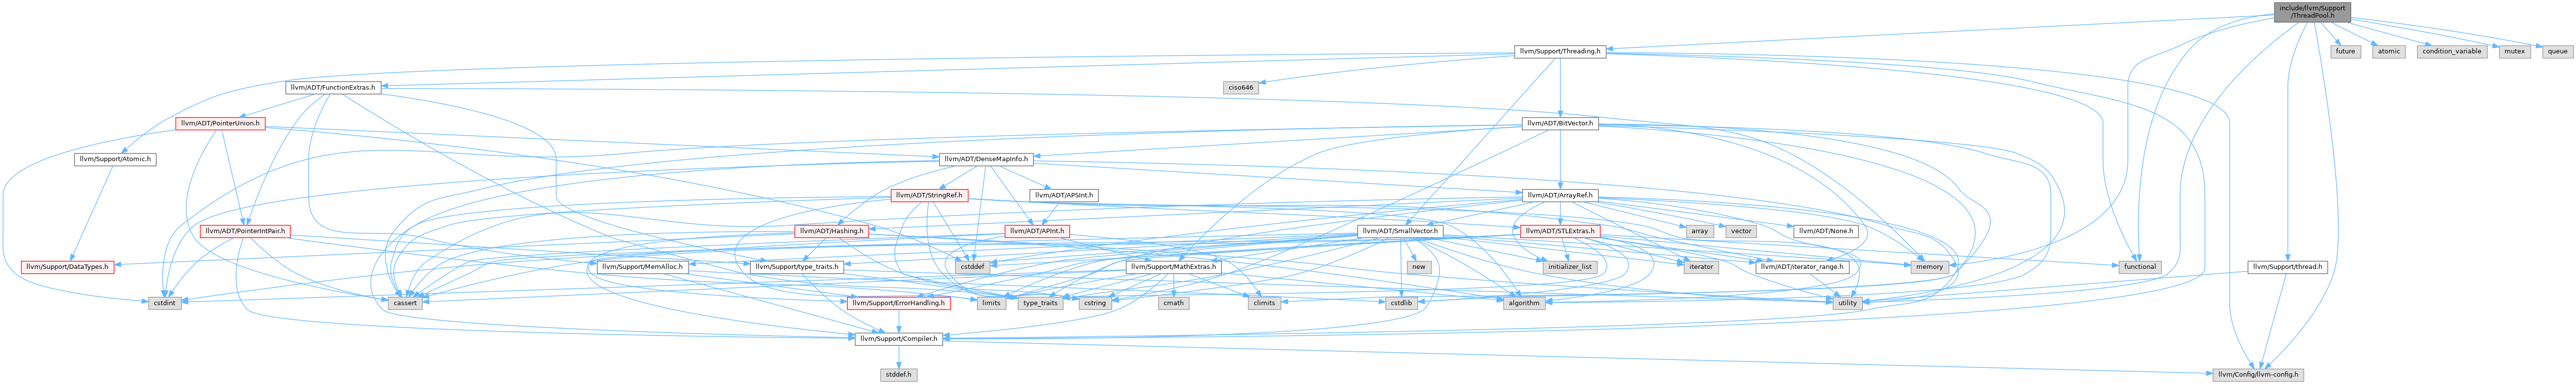 include/llvm/Support
/ThreadPool.h
llvm/Support/Threading.h
future
atomic
condition_variable
mutex
queue
llvm/ADT/FunctionExtras.h
ciso646
llvm/ADT/PointerUnion.h
llvm/ADT/BitVector.h
llvm/Support/Atomic.h
llvm/ADT/DenseMapInfo.h
llvm/ADT/StringRef.h
llvm/ADT/APSInt.h
llvm/ADT/ArrayRef.h
llvm/ADT/PointerIntPair.h
llvm/ADT/Hashing.h
llvm/ADT/APInt.h
llvm/ADT/SmallVector.h
llvm/ADT/STLExtras.h
array
vector
llvm/ADT/None.h
llvm/Support/DataTypes.h
llvm/Support/MemAlloc.h
llvm/Support/type_traits.h
cstddef
llvm/Support/MathExtras.h
new
initializer_list
iterator
llvm/ADT/iterator_range.h
memory
functional
llvm/Support/thread.h
cstdint
cassert
llvm/Support/ErrorHandling.h
limits
type_traits
cstring
cmath
climits
cstdlib
algorithm
utility
llvm/Support/Compiler.h
stddef.h
llvm/Config/llvm-config.h